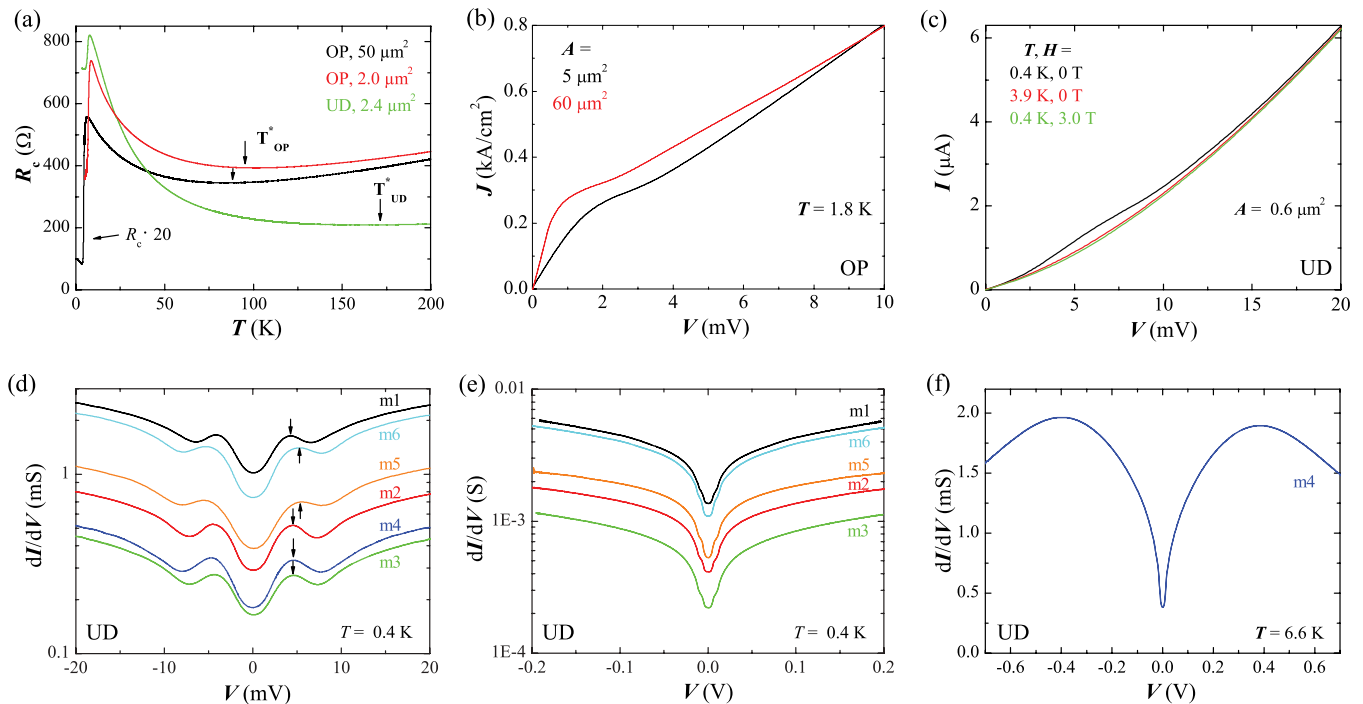 (a)
800
600
400
200
0
R_c (Ω)
OP, 50 μm²
OP, 2.0 μm²
UD, 2.4 μm²
T*_OP
T*_UD
R_c · 20
0 50 100 150 200
T (K)
(b)
0.8
0.6
0.4
0.2
0.0
J (kA/cm²)
A =
5 μm²
60 μm²
T = 1.8 K
OP
0 2 4 6 8 10
V (mV)
(c)
6
4
2
0
I (μA)
T, H =
0.4 K, 0 T
3.9 K, 0 T
0.4 K, 3.0 T
A = 0.6 μm²
UD
0 5 10 15 20
V (mV)
(d)
1
0.1
dI/dV (mS)
m1
m6
m5
m2
m4
m3
UD
T = 0.4 K
-20 -10 0 10 20
V (mV)
(e)
0.01
1E-3
1E-4
dI/dV (S)
m1
m6
m5
m2
m3
UD
T = 0.4 K
-0.2 -0.1 0.0 0.1 0.2
V (V)
(f)
2.0
1.5
1.0
0.5
0.0
dI/dV (mS)
m4
UD
T = 6.6 K
-0.6 -0.4 -0.2 0.0 0.2 0.4 0.6
V (V)